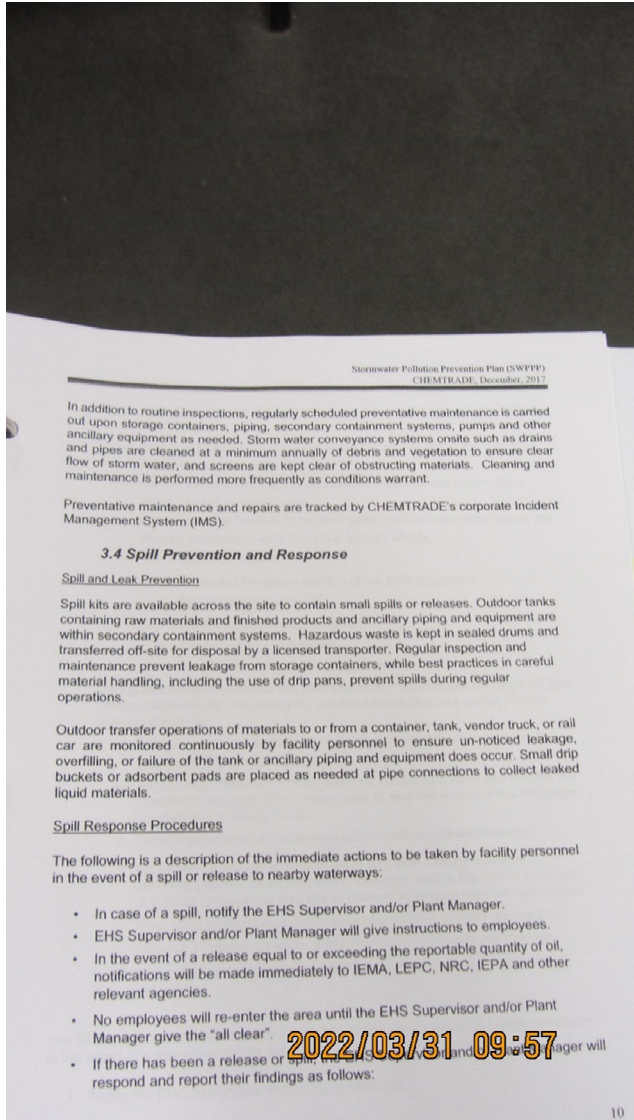 Stormwater Pollution Prevention Plan (SWPPP)
CHEMTRADE, December, 2017
In addition to routine inspections, regularly scheduled preventative maintenance is carried
out upon storage containers, piping, secondary containment systems, pumps and other
ancillary equipment as needed. Storm water conveyance systems onsite such as drains
and pipes are cleaned at a minimum annually of debris and vegetation to ensure clear
flow of storm water, and screens are kept clear of obstructing materials. Cleaning and
maintenance is performed more frequently as conditions warrant.
Preventative maintenance and repairs are tracked by CHEMTRADE's corporate Incident
Management System (IMS).
3.4 Spill Prevention and Response
Spill and Leak Prevention
Spill kits are available across the site to contain small spills or releases. Outdoor tanks
containing raw materials and finished products and ancillary piping and equipment are
within secondary containment systems. Hazardous waste is kept in sealed drums and
transferred off-site for disposal by a licensed transporter. Regular inspection and
maintenance prevent leakage from storage containers, while best practices in careful
material handling, including the use of drip pans, prevent spills during regular
operations.
Outdoor transfer operations of materials to or from a container, tank, vendor truck, or rail
car are monitored continuously by facility personnel to ensure un-noticed leakage,
overfilling, or failure of the tank or ancillary piping and equipment does occur. Small drip
buckets or adsorbent pads are placed as needed at pipe connections to collect leaked
liquid materials.
Spill Response Procedures
The following is a description of the immediate actions to be taken by facility personnel
in the event of a spill or release to nearby waterways:
• In case of a spill, notify the EHS Supervisor and/or Plant Manager.
• EHS Supervisor and/or Plant Manager will give instructions to employees.
• In the event of a release equal to or exceeding the reportable quantity of oil,
notifications will be made immediately to IEMA, LEPC, NRC, IEPA and other
relevant agencies.
• No employees will re-enter the area until the EHS Supervisor and/or Plant
Manager give the "all clear".
2022/03/31 09:57
• If there has been a release or spill, the EHS Supervisor and/or Plant Manager will
respond and report their findings as follows:
10